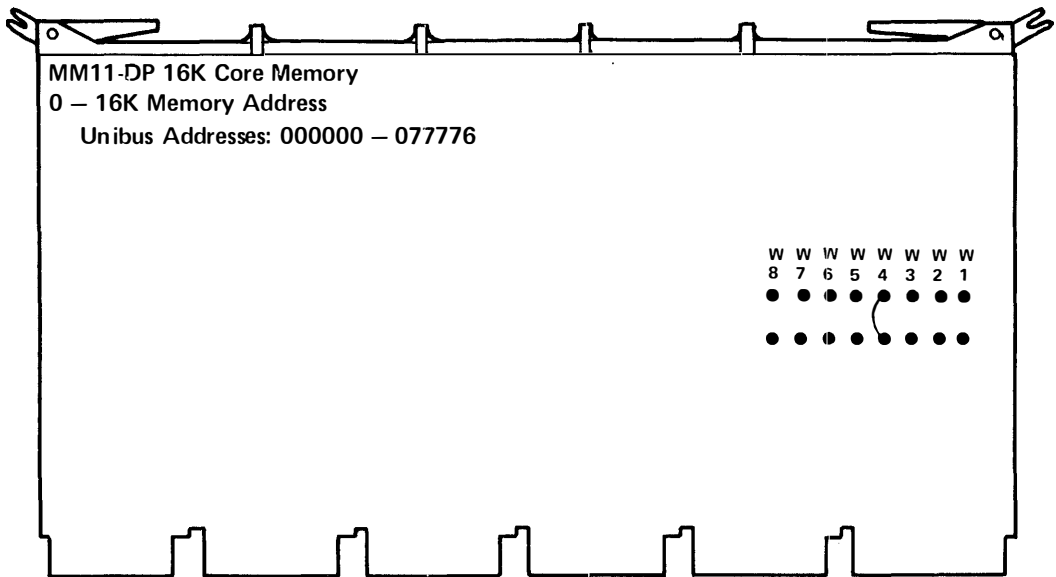 MM11-DP 16K Core Memory
0 – 16K Memory Address
Unibus Addresses: 000000 – 077776
W W W W W W W W
8 7 6 5 4 3 2 1